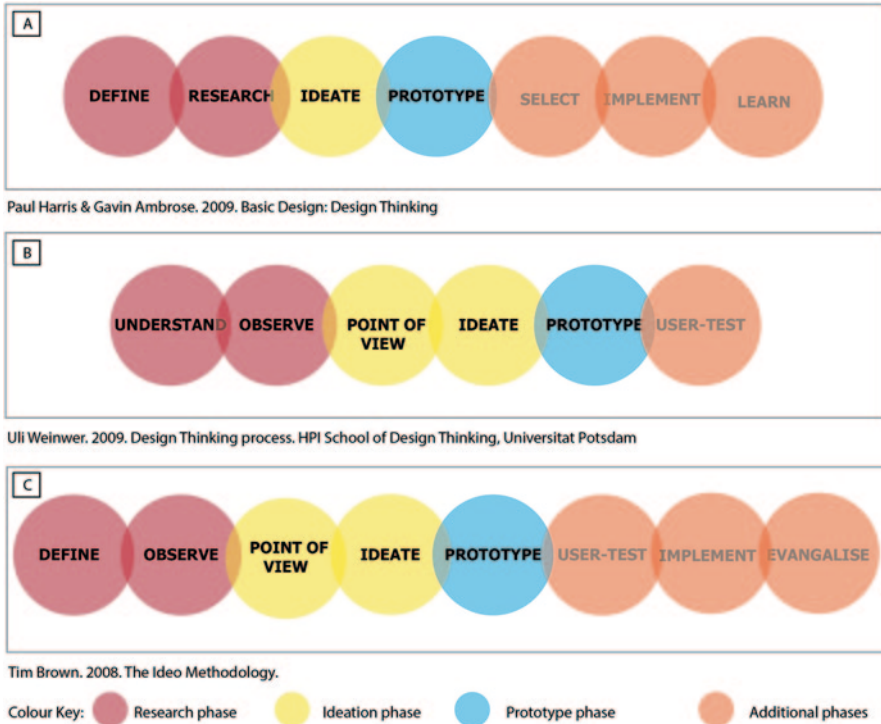 A
DEFINE RESEARCH IDEATE PROTOTYPE SELECT IMPLEMENT LEARN
Paul Harris & Gavin Ambrose. 2009. Basic Design: Design Thinking
B
UNDERSTAND OBSERVE POINT OF VIEW IDEATE PROTOTYPE USER-TEST
Uli Weinwer. 2009. Design Thinking process. HPI School of Design Thinking, Universitat Potsdam
C
DEFINE OBSERVE POINT OF VIEW IDEATE PROTOTYPE USER-TEST IMPLEMENT EVANGALISE
Tim Brown. 2008. The Ideo Methodology.
Colour Key: Research phase Ideation phase Prototype phase Additional phases